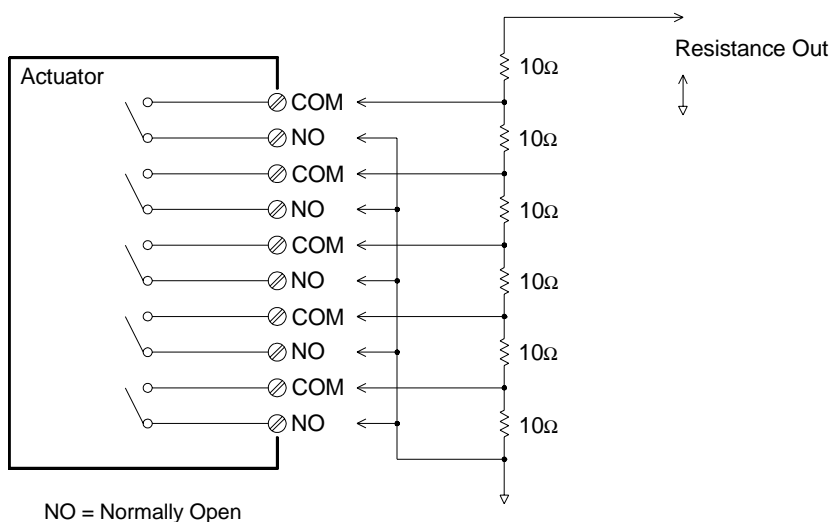 Resistance Out
10Ω
Actuator
COM
10Ω
NO
COM
10Ω
NO
COM
10Ω
NO
COM
10Ω
NO
COM
10Ω
NO
NO = Normally Open